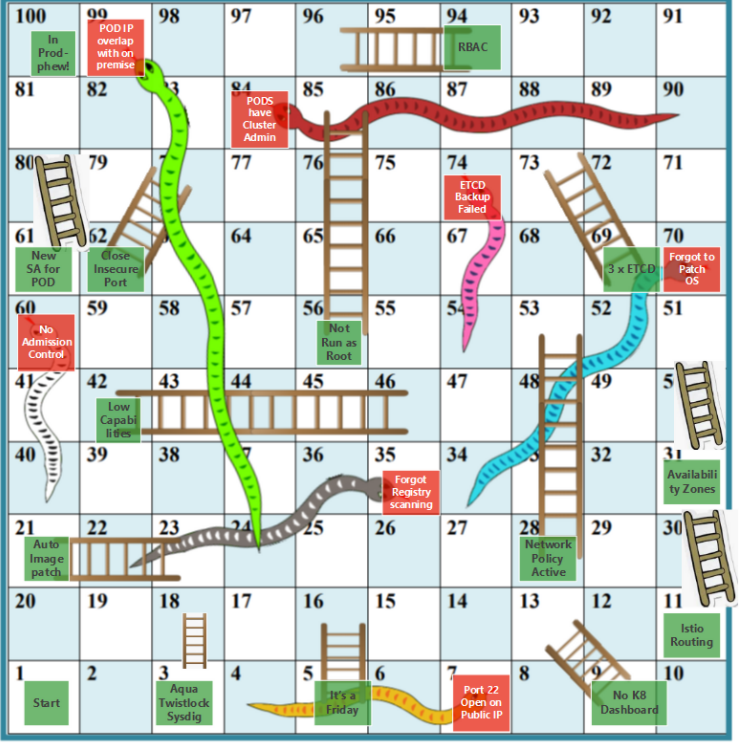 100 99 98 97 96 95 94 93 92 91
In
Prod-
phew!
POD IP
overlap
with on
premise
RBAC
81 82 83 84 85 86 87 88 89 90
PODS
have
Cluster
Admin
80 79 77 76 75 74 73 72 71
ETCD
Backup
Failed
61 62 64 65 66 67 68 69 70
New
SA for
POD
Close
Insecure
Port
3 x ETCD
Forgot to
Patch
OS
60 59 58 57 56 55 54 53 52 51
No
Admission
Control
Not
Run as
Root
41 42 43 44 45 46 47 48 49
Low
Capabi
lities
40 39 38 36 35 34 32 31
Forgot
Registry
scanning
Availabili
ty Zones
21 22 23 24 25 26 27 28 29 30
Auto
Image
patch
Network
Policy
Active
20 19 18 17 16 15 14 13 12 11
Istio
Routing
1 2 3 4 5 6 7 8 9 10
Start
Aqua
Twistlock
Sysdig
It's a
Friday
Port 22
Open on
Public IP
No K8
Dashboard